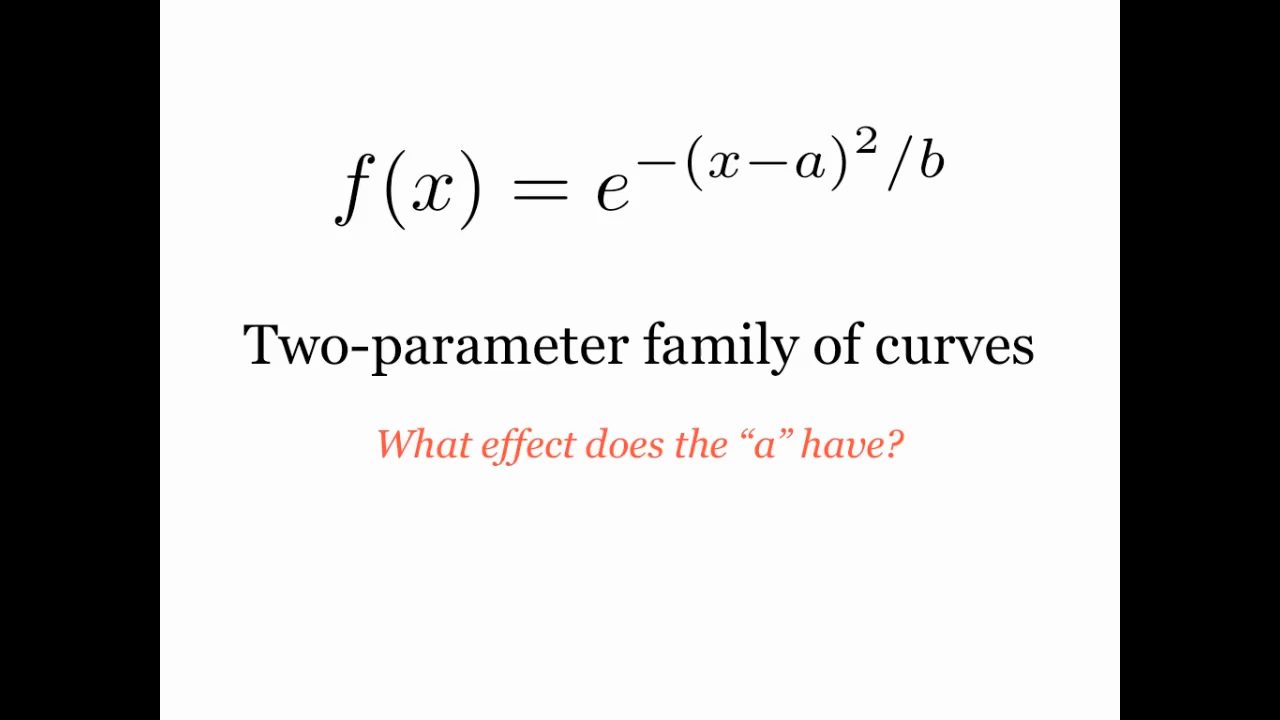 f(x) = e^{-(x-a)^2/b}
Two-parameter family of curves
What effect does the “a” have?